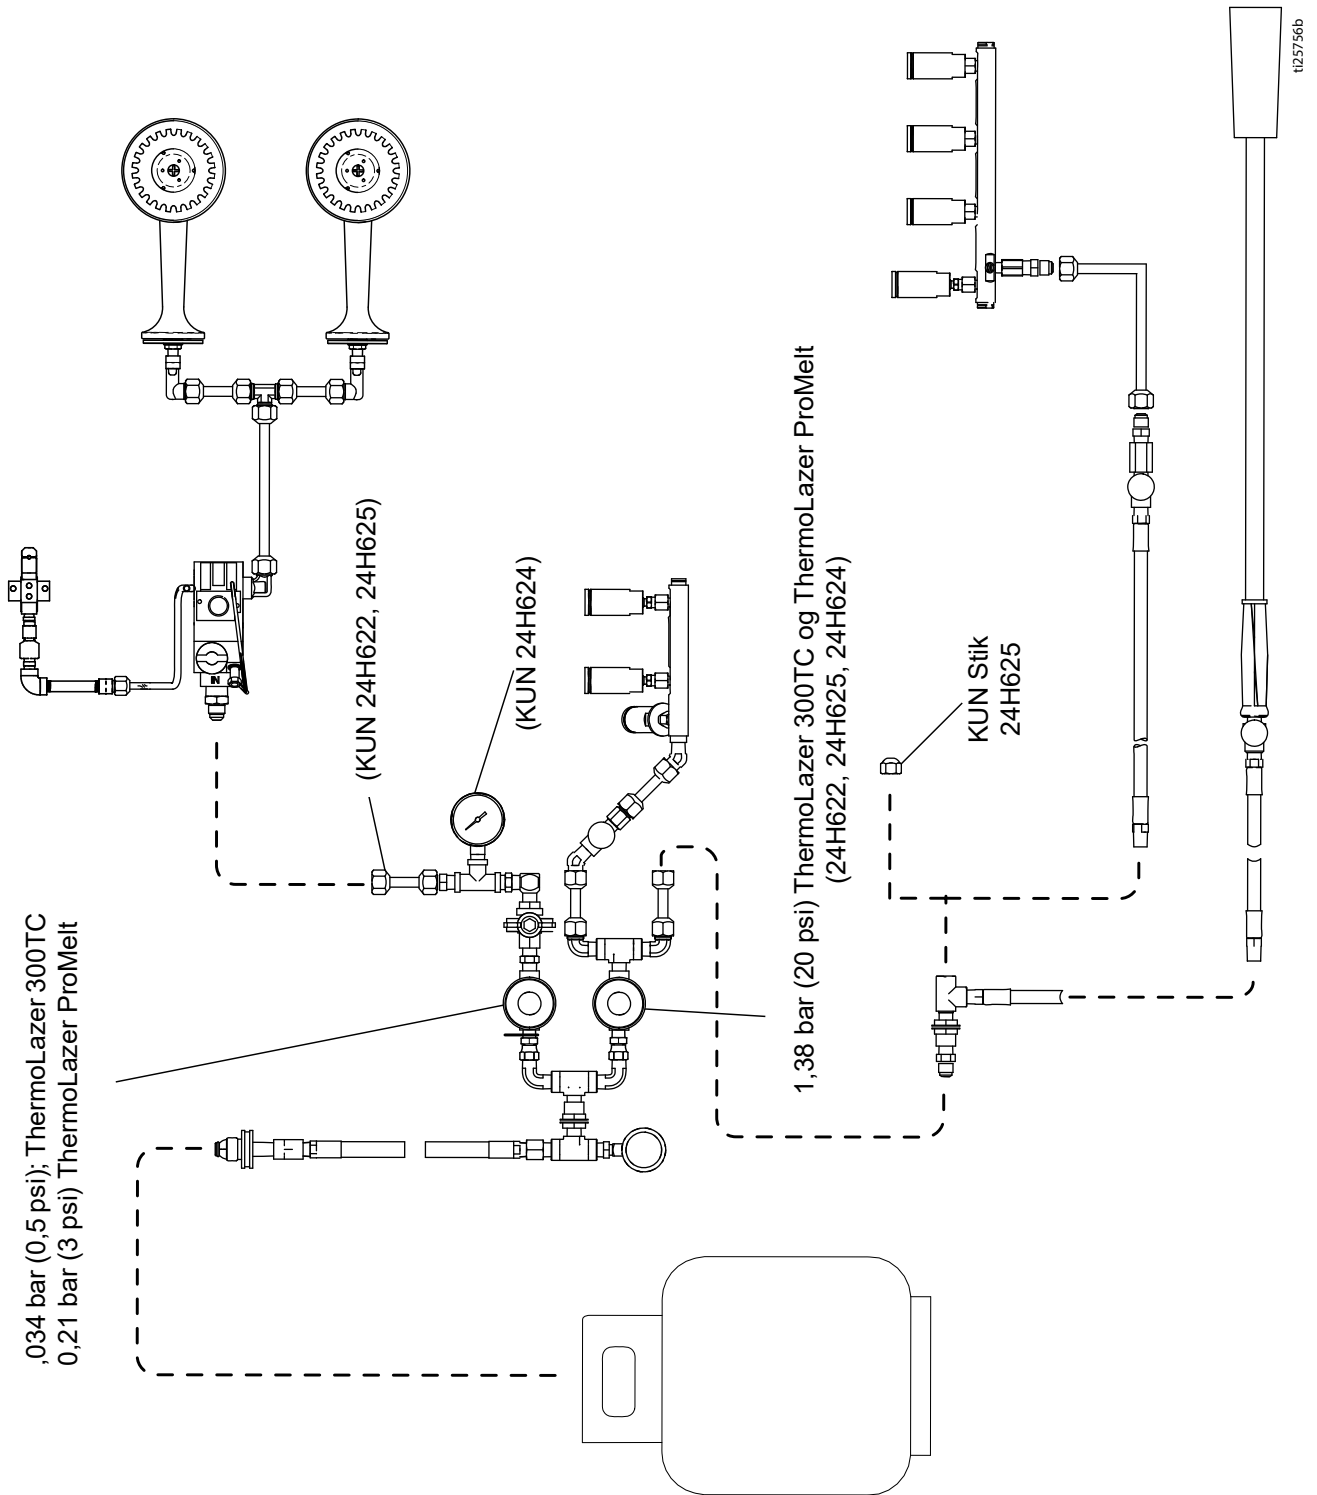 ,034 bar (0,5 psi); ThermoLazer 300TC
0,21 bar (3 psi) ThermoLazer ProMelt
(KUN 24H622, 24H625)
(KUN 24H624)
1,38 bar (20 psi) ThermoLazer 300TC og ThermoLazer ProMelt
(24H622, 24H625, 24H624)
KUN Stik
24H625
IN
ti25756b